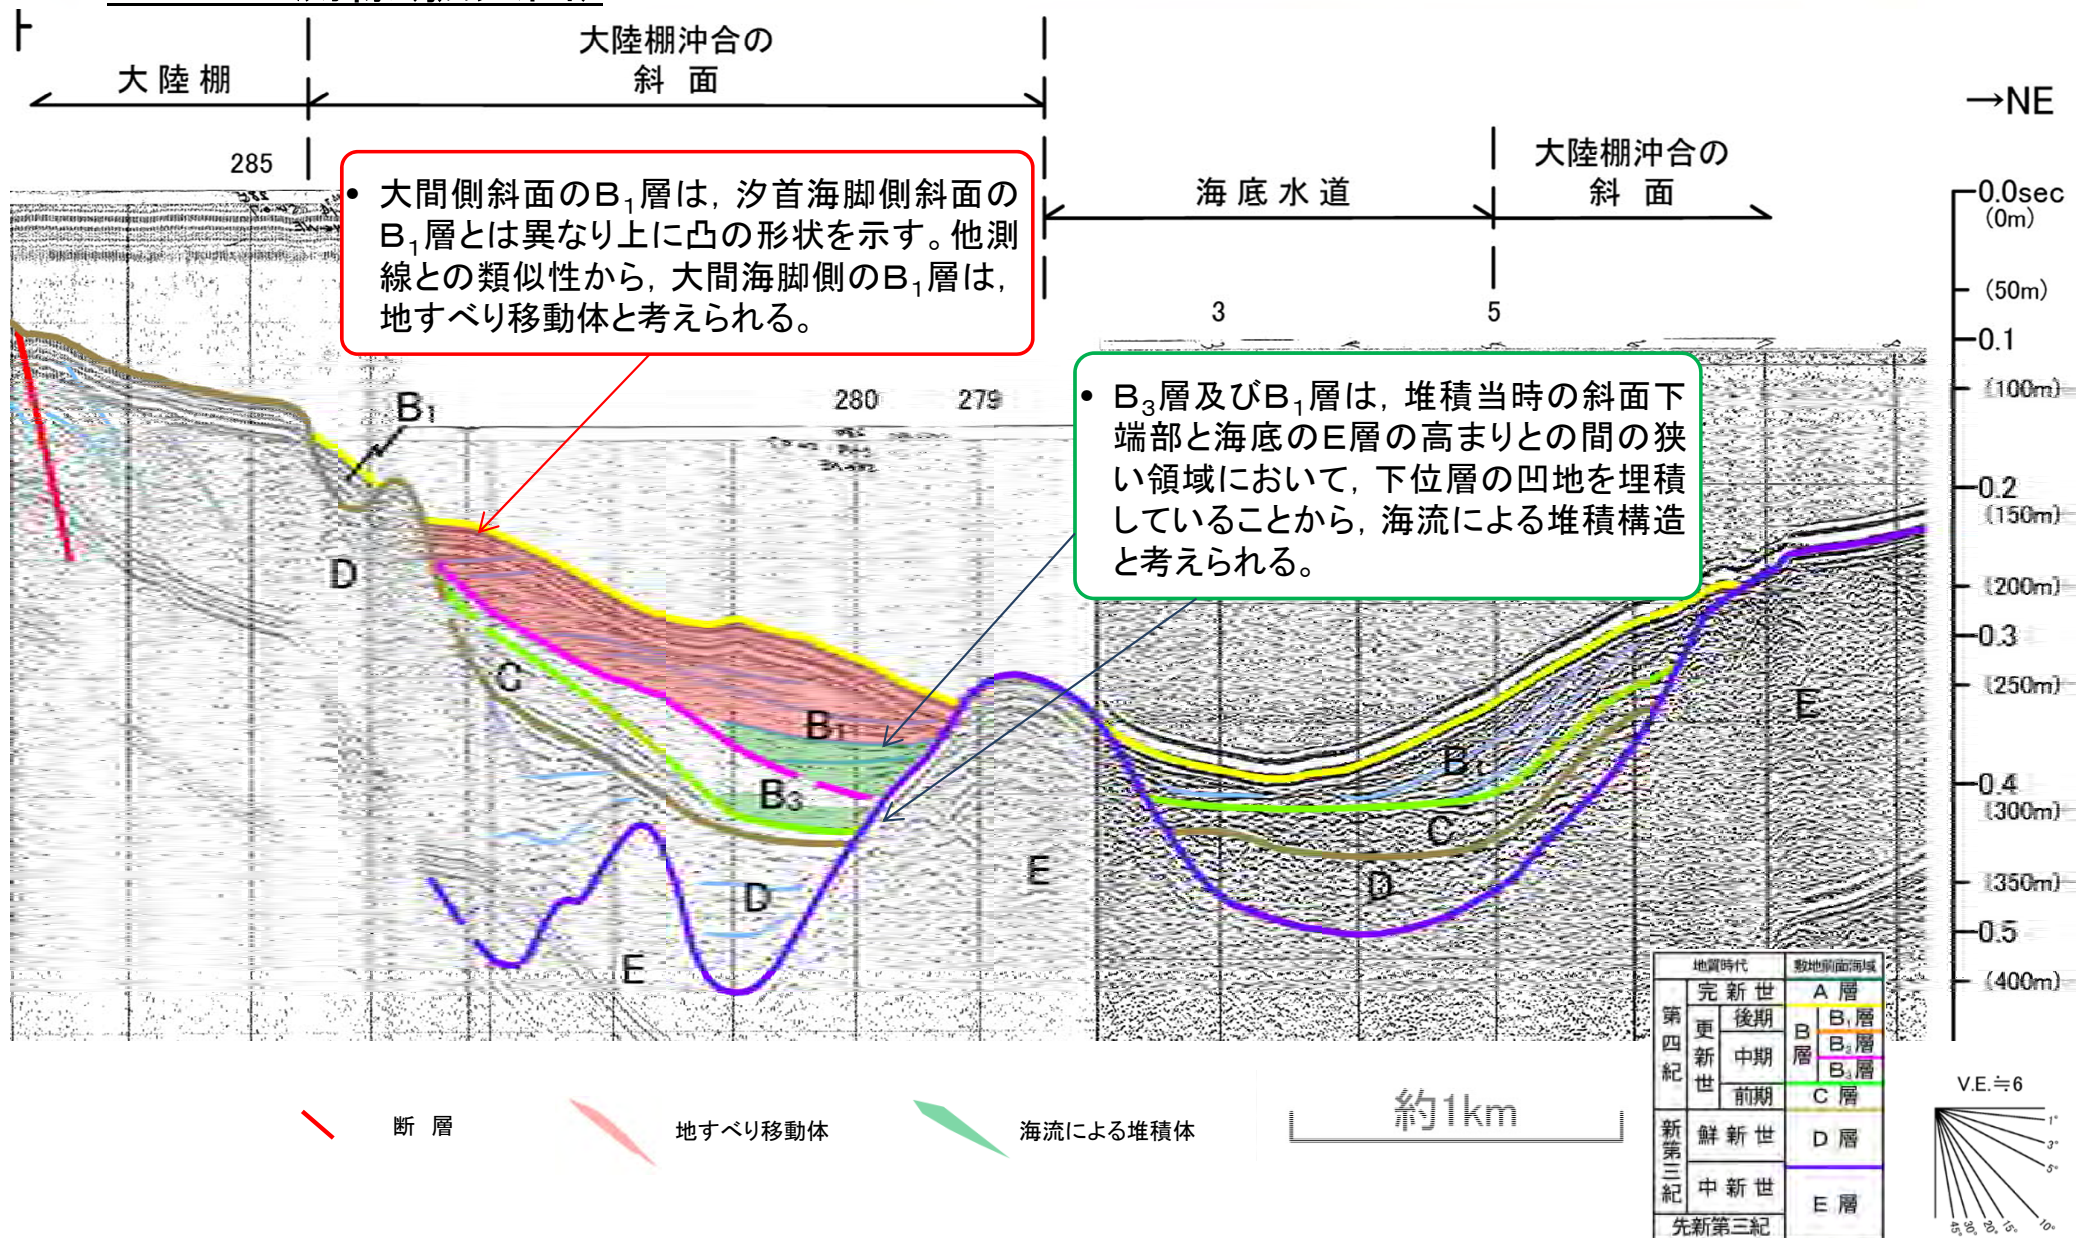 大陸棚
大陸棚沖合の
斜 面
→NE
285
海底水道
大陸棚沖合の
斜 面
• 大間側斜面のB₁層は，汐首海脚側斜面の
B₁層とは異なり上に凸の形状を示す。他測
線との類似性から，大間海脚側のB₁層は，
地すべり移動体と考えられる。
3
5
280
279
• B₃層及びB₁層は，堆積当時の斜面下
端部と海底のE層の高まりとの間の狭
い領域において，下位層の凹地を埋積
していることから，海流による堆積構造
と考えられる。
0.0sec
(0m)
(50m)
0.1
(100m)
0.2
(150m)
(200m)
0.3
(250m)
0.4
(300m)
(350m)
0.5
(400m)
B₁
D
C
B₁
B₃
D
E
E
B₁
C
D
E
断 層
地すべり移動体
海流による堆積体
約1km
地質時代 敷地前面海域
第四紀 完新世 A 層
更新世 後期 B層 B₁層
中期 B₂層
B₃層
前期 C 層
新第三紀 鮮新世 D 層
中新世 E 層
先新第三紀
V.E.≒6
1°
3°
5°
10°
15°
20°
30°
45°